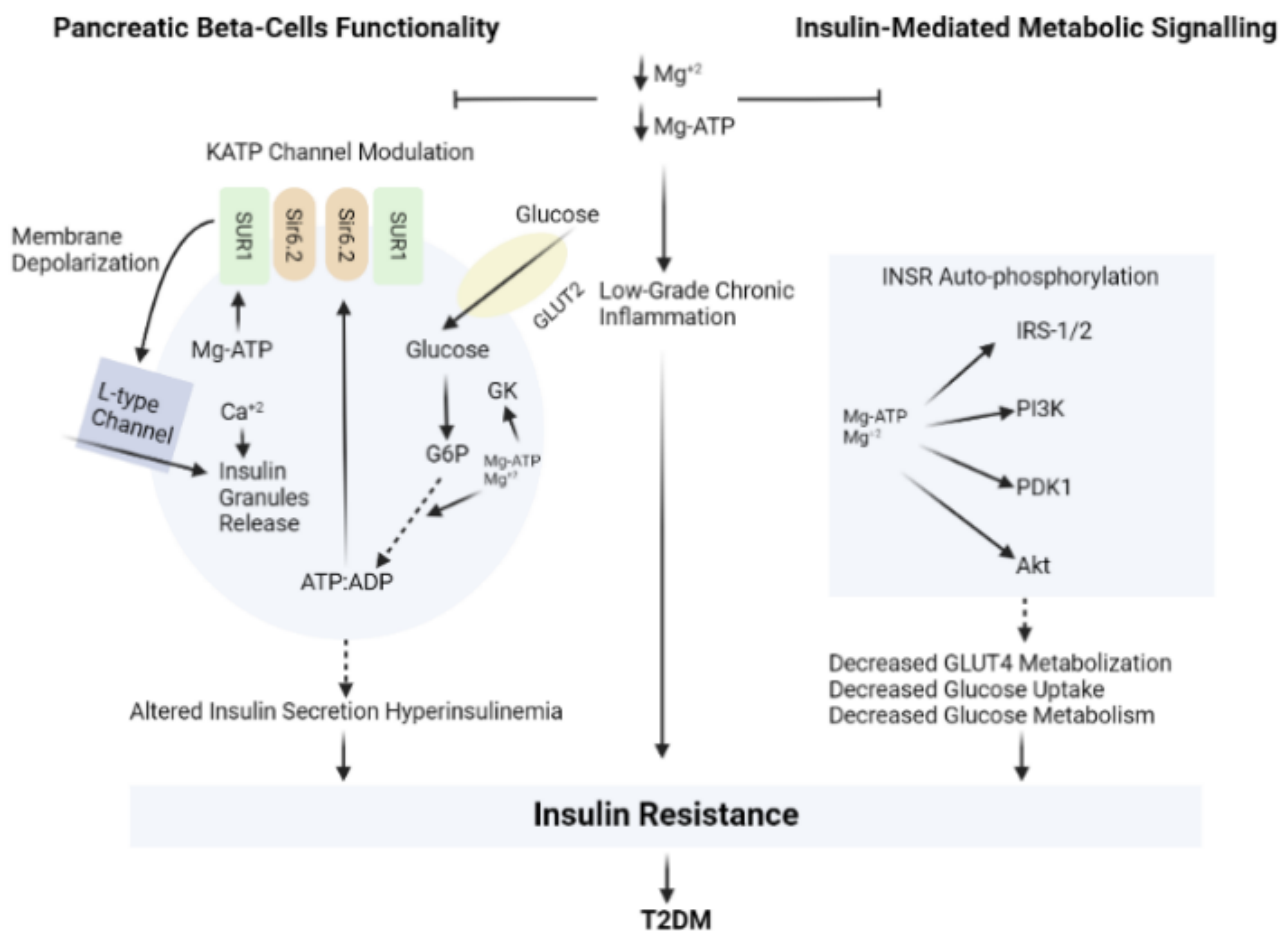 Pancreatic Beta-Cells Functionality
Insulin-Mediated Metabolic Signalling
Mg+2
Mg-ATP
KATP Channel Modulation
SUR1
Sir6.2
Sir6.2
SUR1
Membrane
Depolarization
Glucose
GLUT2
Glucose
Mg-ATP
L-type
Channel
Ca+2
Insulin
Granules
Release
GK
G6P
Mg-ATP
ATP:ADP
Low-Grade Chronic
Inflammation
INSR Auto-phosphorylation
IRS-1/2
Mg-ATP
Mg+2
PI3K
PDK1
Akt
Altered Insulin Secretion Hyperinsulinemia
Decreased GLUT4 Metabolization
Decreased Glucose Uptake
Decreased Glucose Metabolism
Insulin Resistance
T2DM